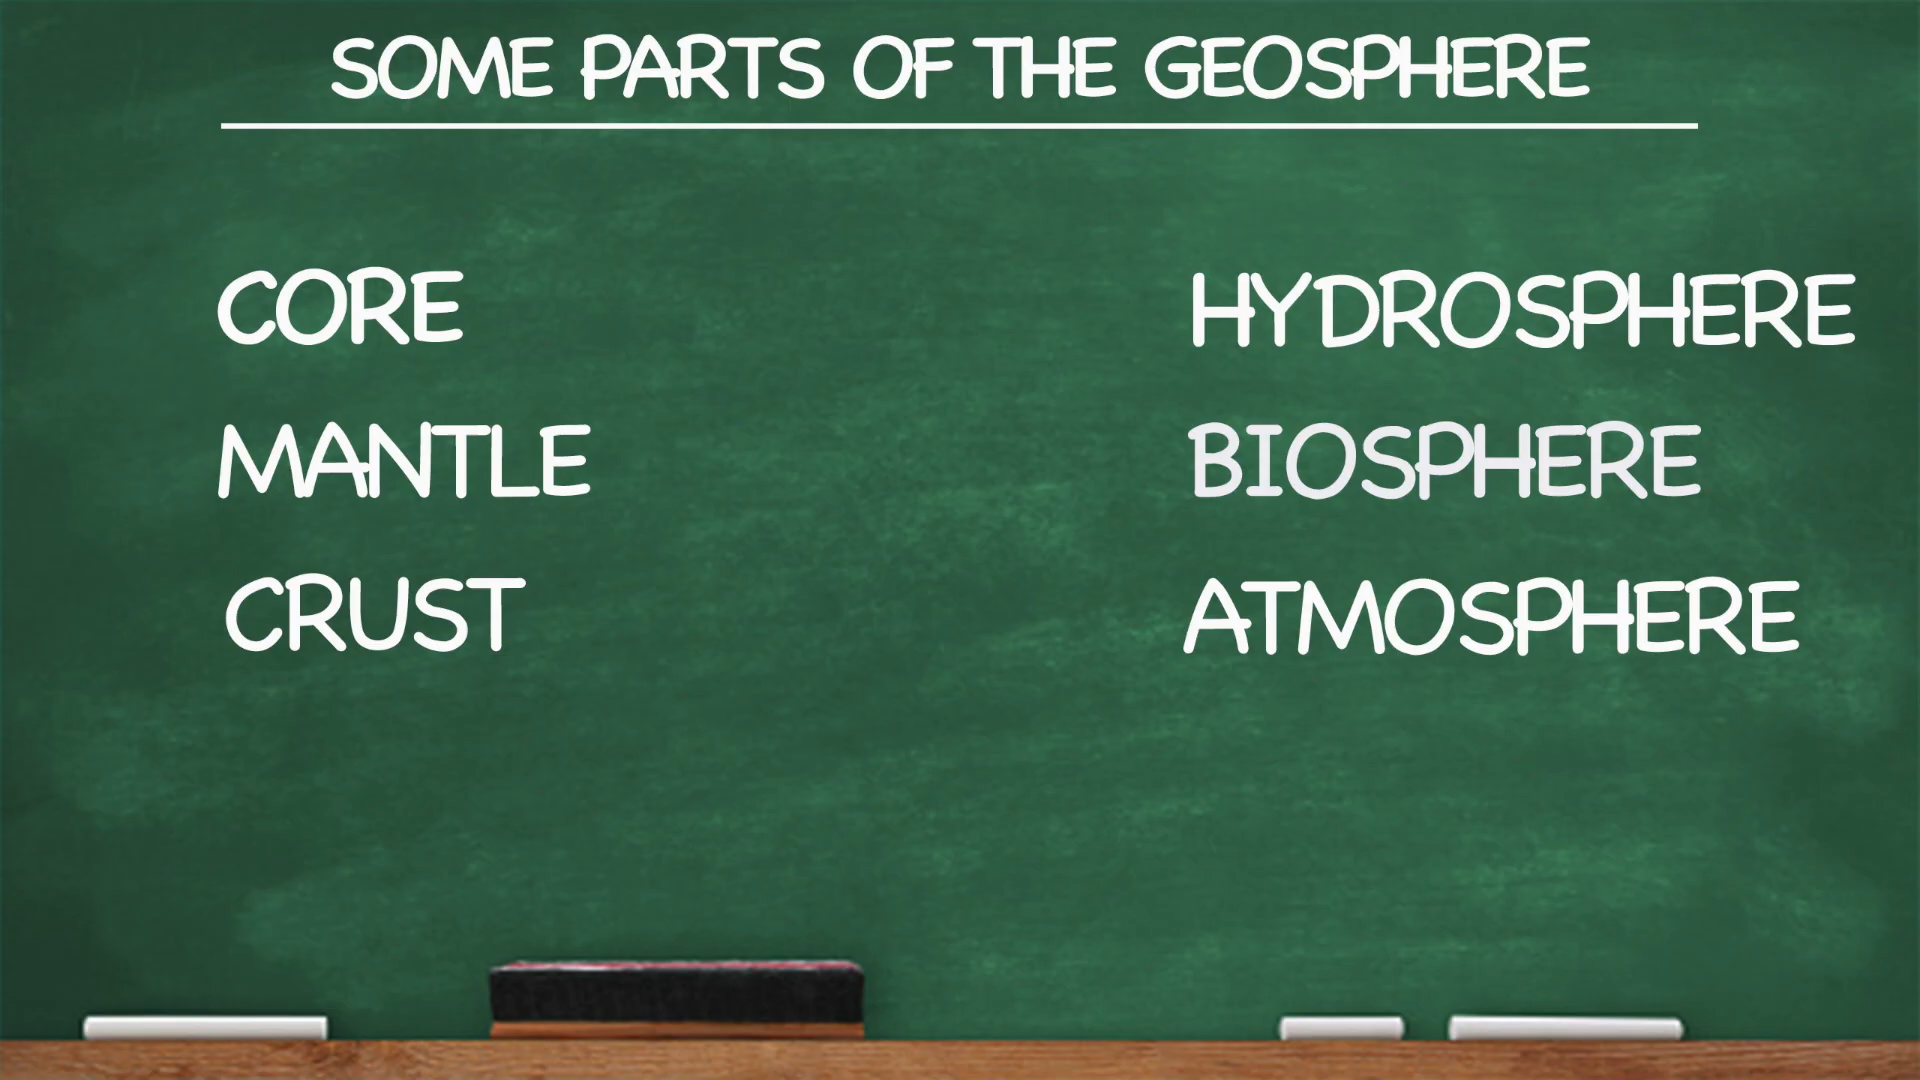 SOME PARTS OF THE GEOSPHERE
CORE
MANTLE
CRUST
HYDROSPHERE
BIOSPHERE
ATMOSPHERE